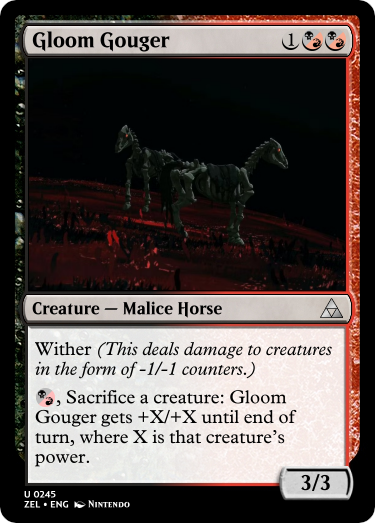 Gloom Gouger 1
Creature — Malice Horse
Wither (This deals damage to creatures
in the form of -1/-1 counters.)
, Sacrifice a creature: Gloom
Gouger gets +X/+X until end of
turn, where X is that creature's
power.
3/3
U 0245
ZEL • ENG Nintendo